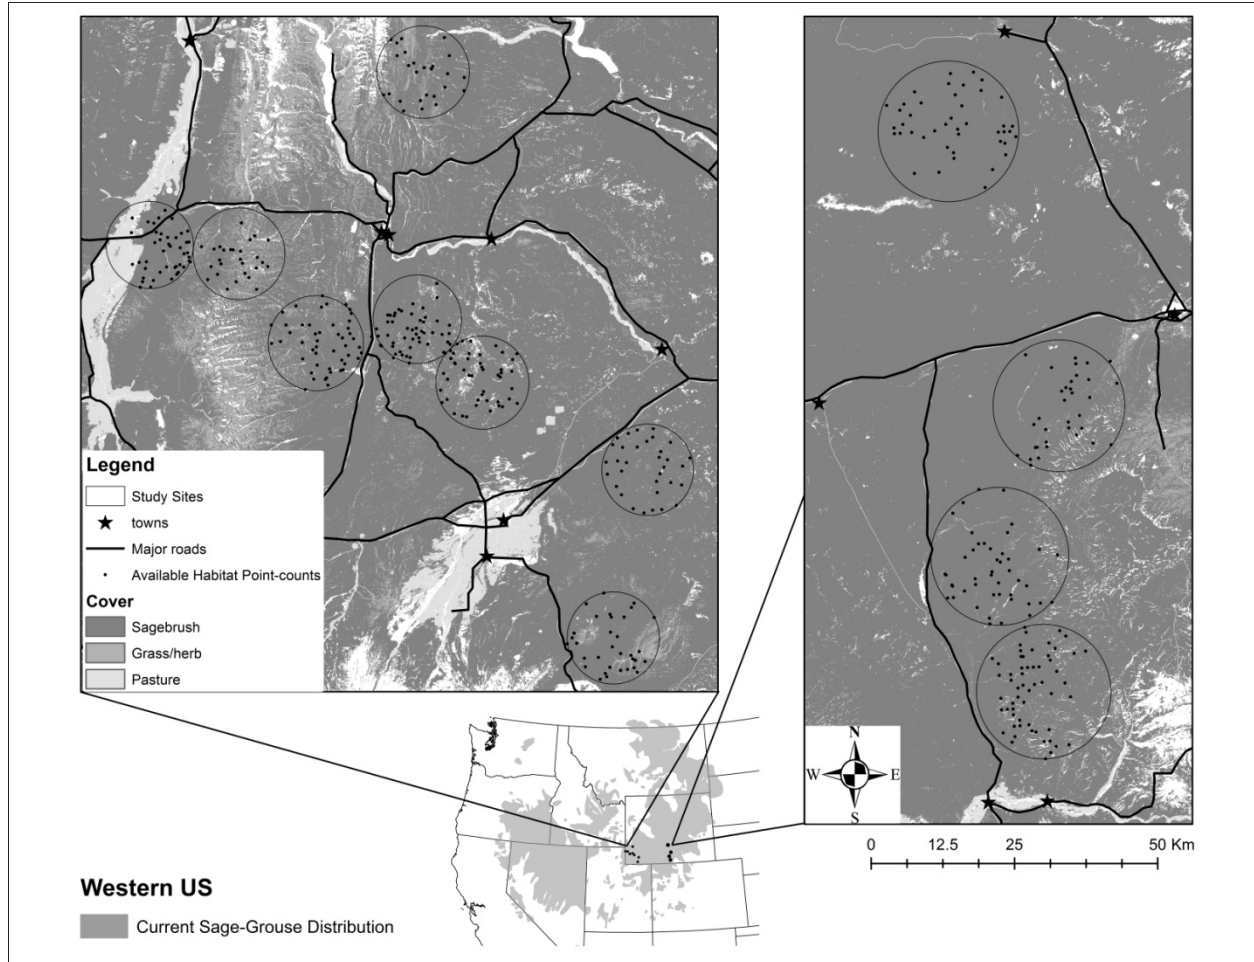 Legend
Study Sites
towns
Major roads
Available Habitat Point-counts
Cover
Sagebrush
Grass/herb
Pasture
N
W E
S
0 12.5 25 50 Km
Western US
Current Sage-Grouse Distribution